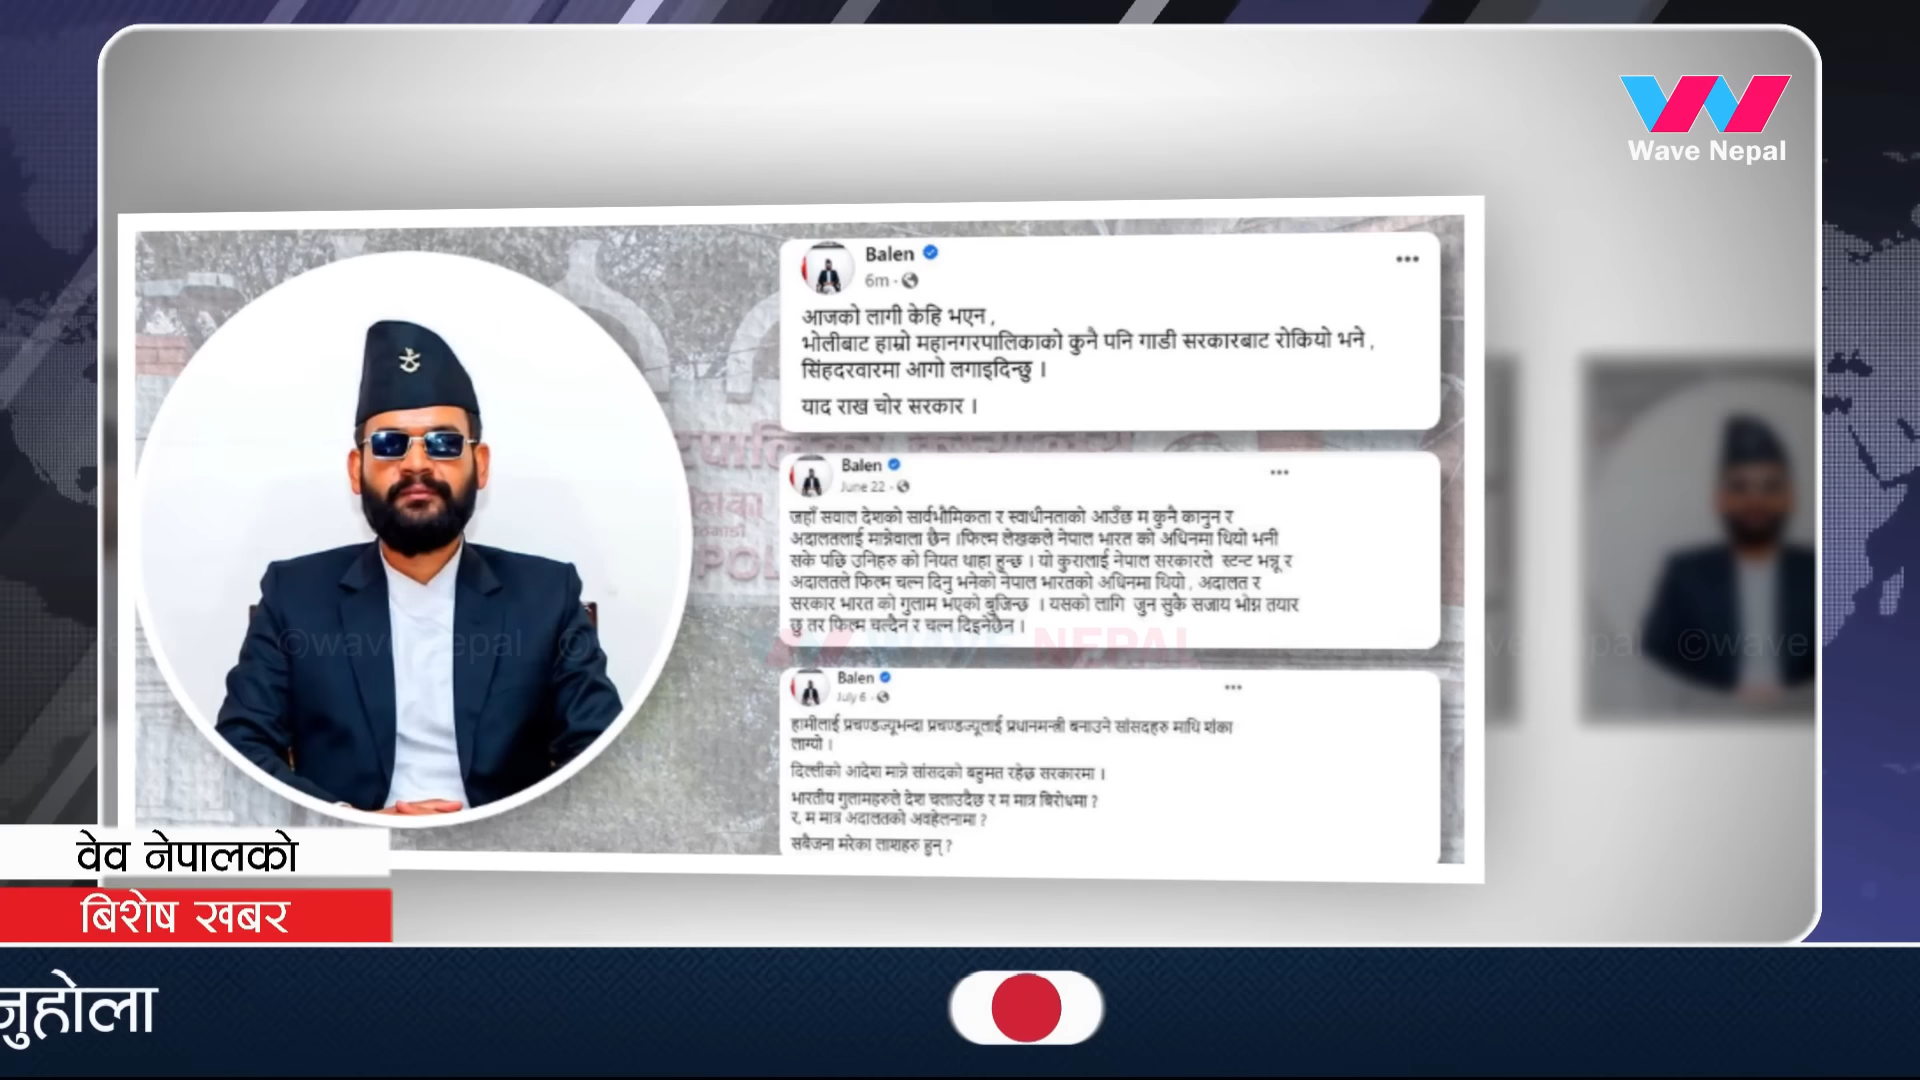 Wave Nepal
Balen
6m
आजको लागी केहि भएन ,
भोलीबाट हाम्रो महानगरपालिकाको कुनै पनि गाडी सरकारबाट रोकियो भने ,
सिंहदरवारमा आगो लगाइदिन्छु ।
याद राख चोर सरकार ।
Balen
June 22
जहाँ सवाल देशको सार्वभौमिकता र स्वाधीनताको आउँछ म कुनै कानुन र
अदालतलाई मान्नेवाला छैन ।फिल्म लेखकले नेपाल भारत को अधिनमा थियो भनी
सके पछि उनिहरु को नियत थाहा हुन्छ । यो कुरालाई नेपाल सरकारले स्टन्ट भन्नू र
अदालतले फिल्म चल्न दिनु भनेको नेपाल भारतको अधिनमा थियो , अदालत र
सरकार भारत को गुलाम भएको बुजिन्छ । यसको लागि जुन सुकै सजाय भोग्न तयार
छु तर फिल्म चल्दैन र चल्न दिइनेछैन ।
WAVE NEPAL
©wave nepal
Balen
July 6
हामीलाई प्रचण्डज्यूभन्दा प्रचण्डज्यूलाई प्रधानमन्त्री बनाउने सांसदहरु माथि शंका
लाग्यो ।
दिल्लीको आदेश मान्ने सांसदको बहुमत रहेछ सरकारमा ।
भारतीय गुलामहरुले देश चलाउदैछ र म मात्र बिरोधमा ?
र, म मात्र अदालतको अवहेलनामा ?
सबैजना मरेका लाशहरु हुन् ?
वेव नेपालको
बिशेष खबर
नुहोला